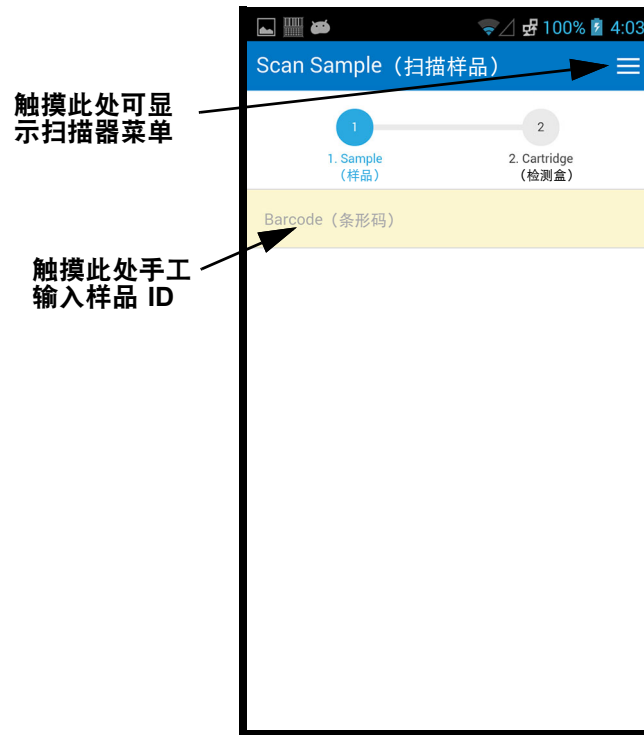 100% 4:03
Scan Sample（扫描样品）
触摸此处可显
示扫描器菜单
1
2
1. Sample
（样品）
2. Cartridge
（检测盒）
Barcode（条形码）
触摸此处手工
输入样品 ID